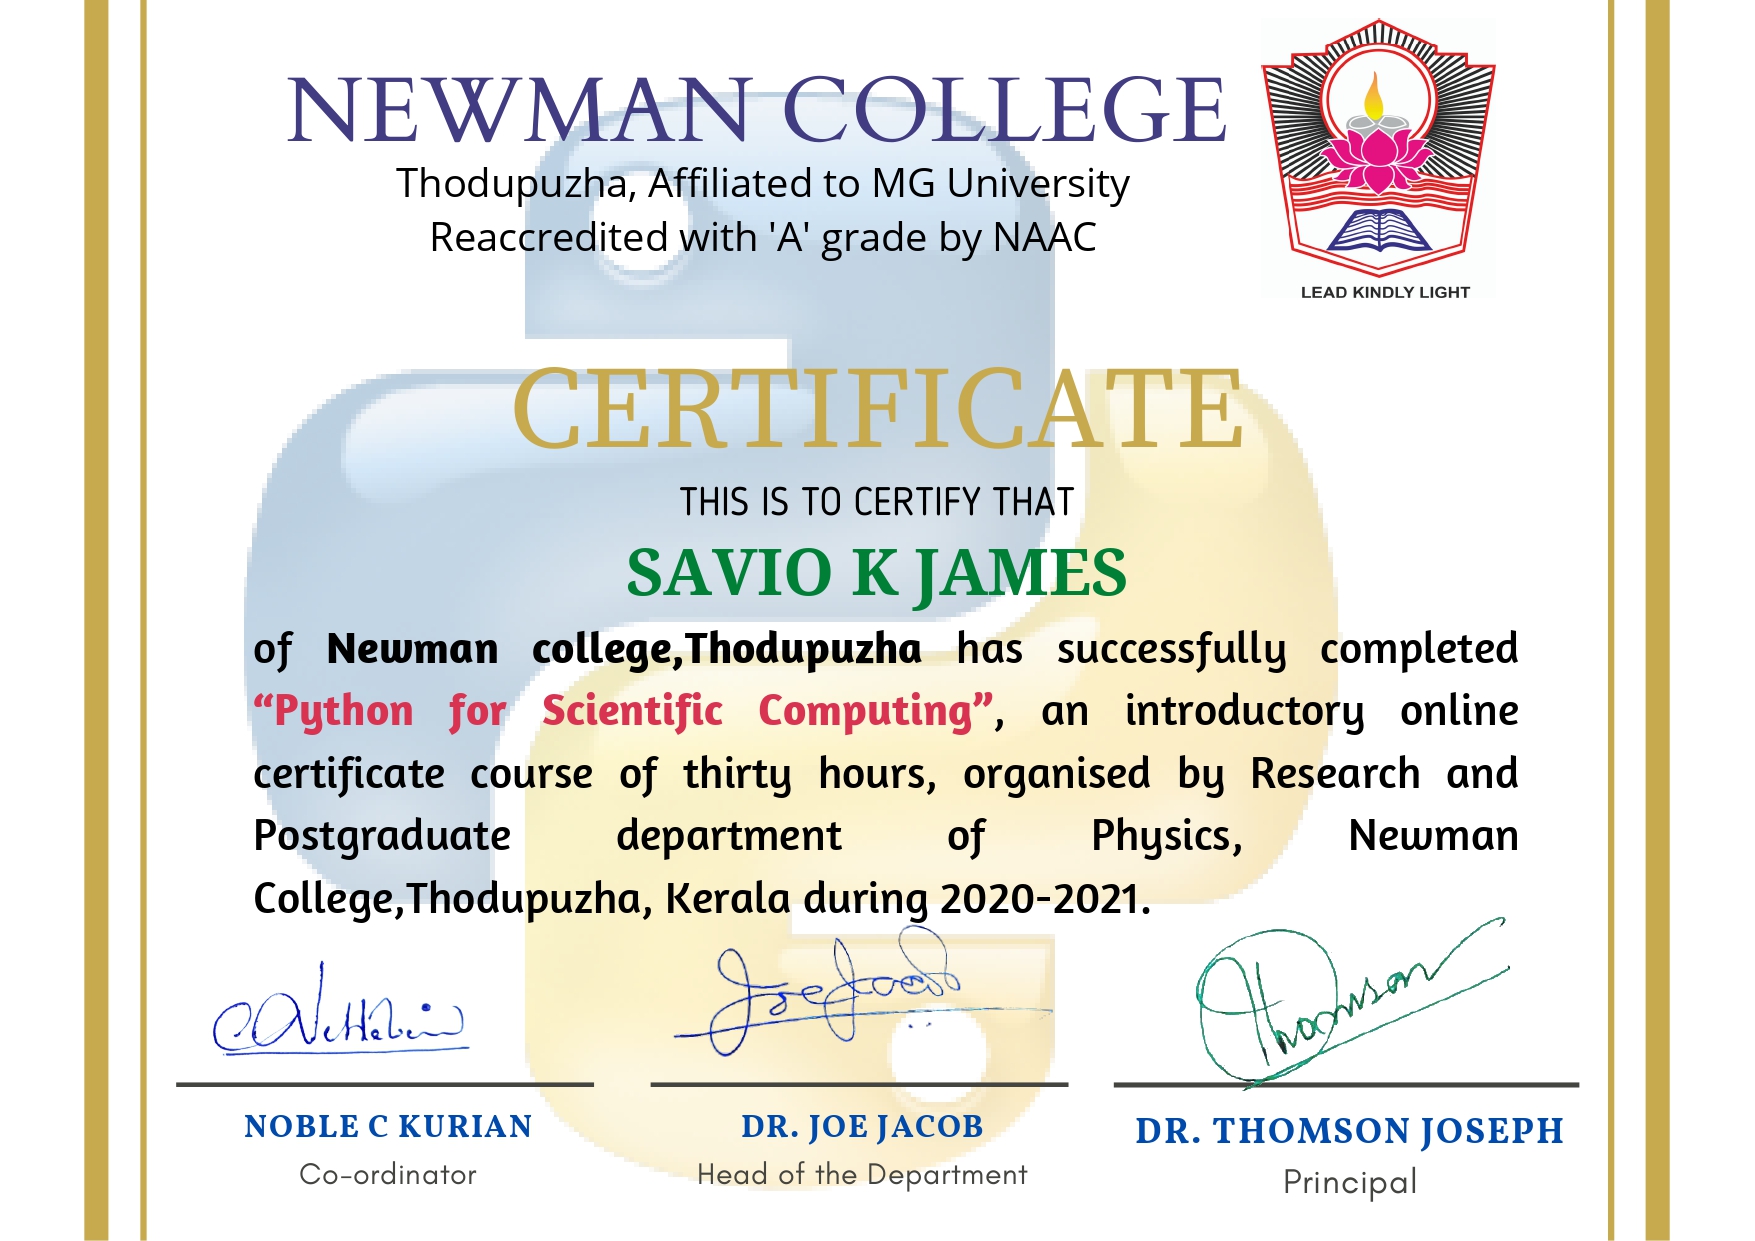 NEWMAN COLLEGE
Thodupuzha, Affiliated to MG University
Reaccredited with 'A' grade by NAAC
LEAD KINDLY LIGHT
CERTIFICATE
THIS IS TO CERTIFY THAT
SAVIO K JAMES
of Newman college,Thodupuzha has successfully completed
“Python for Scientific Computing”, an introductory online
certificate course of thirty hours, organised by Research and
Postgraduate department of Physics, Newman
College,Thodupuzha, Kerala during 2020-2021.
Joe Jacob
Thomson
NOBLE C KURIAN
Co-ordinator
DR. JOE JACOB
Head of the Department
DR. THOMSON JOSEPH
Principal